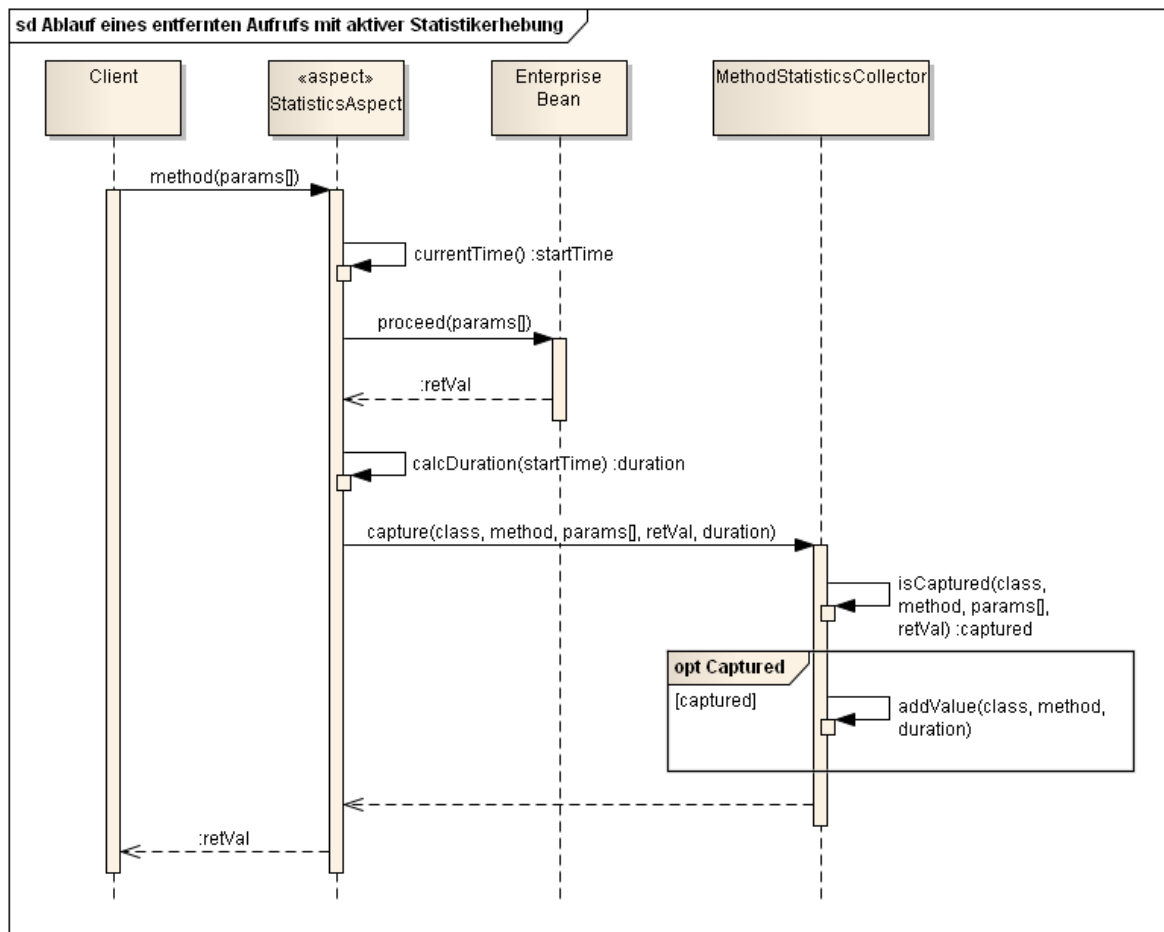 sd Ablauf eines entfernten Aufrufs mit aktiver Statistikerhebung
Client
«aspect»
StatisticsAspect
Enterprise
Bean
MethodStatisticsCollector
method(params[])
currentTime() :startTime
proceed(params[])
:retVal
calcDuration(startTime) :duration
capture(class, method, params[], retVal, duration)
isCaptured(class,
method, params[],
retVal) :captured
opt Captured
[captured]
addValue(class, method,
duration)
:retVal